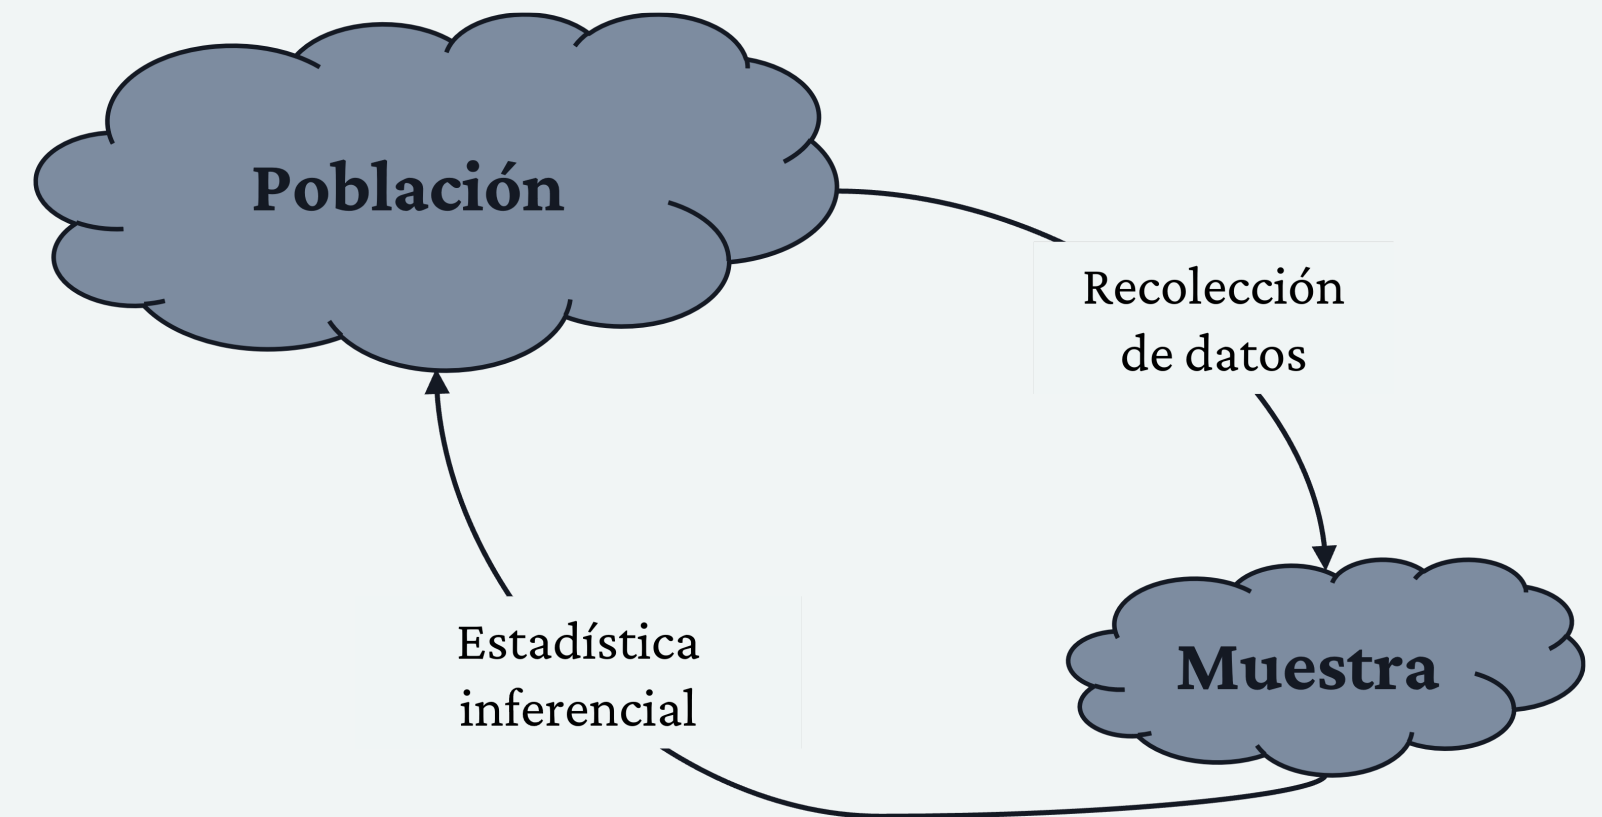 Población
Recolección
de datos
Estadística
inferencial
Muestra